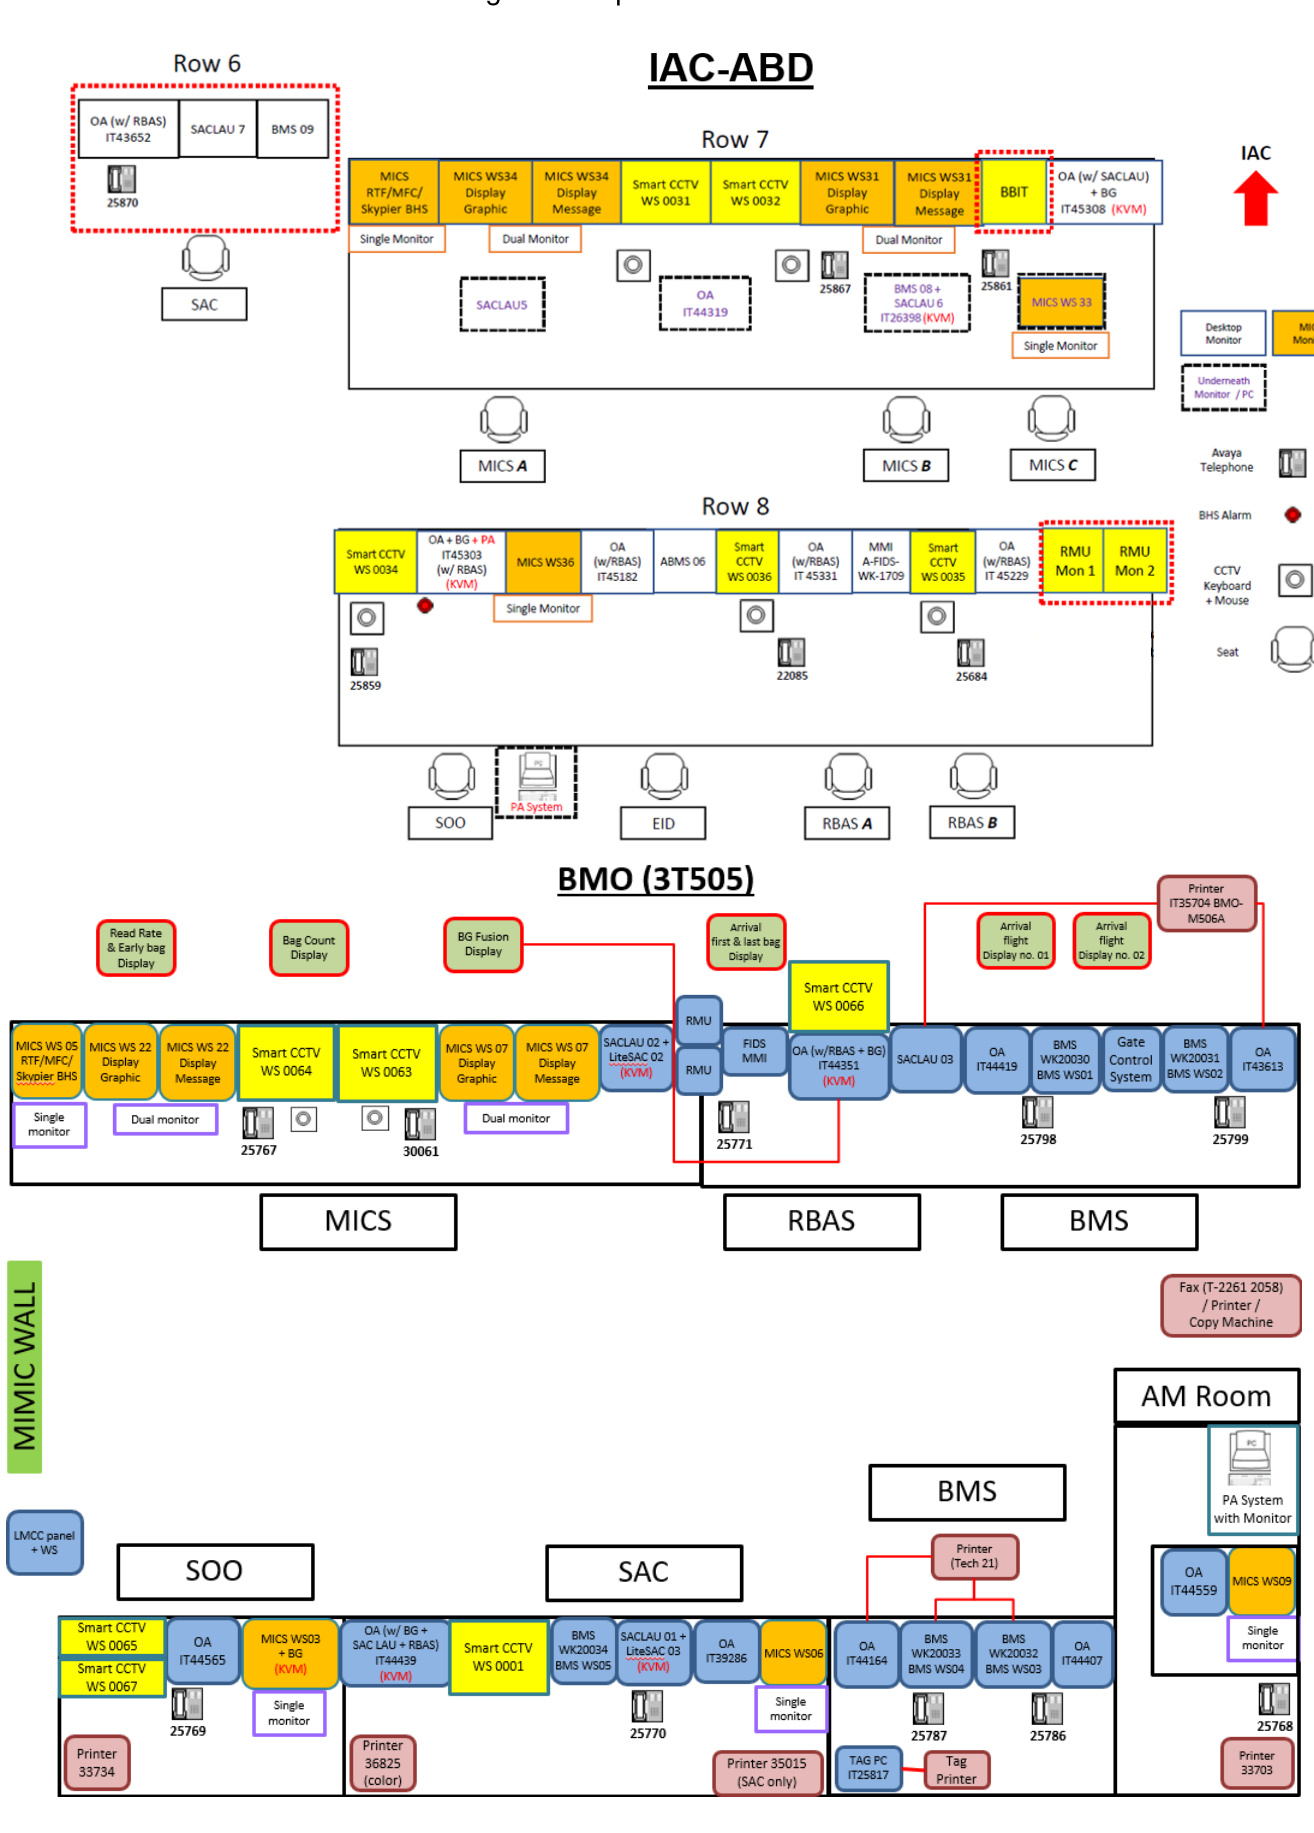 IAC-ABD
Row 6
OA (w/ RBAS)
IT43652
SACLAU 7
BMS 09
25870
SAC
Row 7
MICS
RTF/MFC/
Skypier BHS
MICS WS34
Display
Graphic
MICS WS34
Display
Message
Smart CCTV
WS 0031
Smart CCTV
WS 0032
MICS WS31
Display
Graphic
MICS WS31
Display
Message
BBIT
OA (w/ SACLAU)
+ BG
IT45308 (KVM)
Single Monitor
Dual Monitor
Dual Monitor
25867
25861
SACLAU5
OA
IT44319
BMS 08 +
SACLAU 6
IT26398 (KVM)
MICS WS 33
Single Monitor
MICS A
MICS B
MICS C
IAC
Desktop
Monitor
Underneath
Monitor / PC
Avaya
Telephone
BHS Alarm
CCTV
Keyboard
+ Mouse
Seat
Row 8
Smart CCTV
WS 0034
OA + BG + PA
IT45303
(w/ RBAS)
(KVM)
MICS WS36
OA
(w/RBAS)
IT45182
ABMS 06
Smart
CCTV
WS 0036
OA
(w/RBAS)
IT 45331
MMI
A-FIDS-
WK-1709
Smart
CCTV
WS 0035
OA
(w/RBAS)
IT 45229
RMU
Mon 1
RMU
Mon 2
Single Monitor
25859
22085
25684
PC
PA System
SOO
EID
RBAS A
RBAS B
BMO (3T505)
Read Rate
& Early bag
Display
Bag Count
Display
BG Fusion
Display
Arrival
first & last bag
Display
Arrival
flight
Display no. 01
Arrival
flight
Display no. 02
Printer
IT35704 BMO-
M506A
MICS WS 05
RTF/MFC/
Skypier BHS
MICS WS 22
Display
Graphic
MICS WS 22
Display
Message
Smart CCTV
WS 0064
Smart CCTV
WS 0063
MICS WS 07
Display
Graphic
MICS WS 07
Display
Message
SACLAU 02 +
LiteSAC 02
(KVM)
RMU
RMU
FIDS
MMI
Smart CCTV
WS 0066
OA (w/RBAS + BG)
IT44351
(KVM)
SACLAU 03
OA
IT44419
BMS
WK20030
BMS WS01
Gate
Control
System
BMS
WK20031
BMS WS02
OA
IT43613
Single
monitor
Dual monitor
25767
30061
Dual monitor
25771
25798
25799
MICS
RBAS
BMS
MIMIC WALL
Fax (T-2261 2058)
/ Printer /
Copy Machine
AM Room
PC
PA System
with Monitor
OA
IT44559
MICS WS09
Single
monitor
25768
Printer
33703
LMCC panel
+ WS
SOO
SAC
BMS
Printer
(Tech 21)
Smart CCTV
WS 0065
Smart CCTV
WS 0067
OA
IT44565
MICS WS03
+ BG
(KVM)
OA (w/ BG +
SAC LAU + RBAS)
IT44439
(KVM)
Smart CCTV
WS 0001
BMS
WK20034
BMS WS05
SACLAU 01 +
LiteSAC 03
(KVM)
OA
IT39286
MICS WS06
OA
IT44164
BMS
WK20033
BMS WS04
BMS
WK20032
BMS WS03
OA
IT44407
25769
Single
monitor
25770
Single
monitor
25787
25786
Printer
33734
Printer
36825
(color)
Printer 35015
(SAC only)
TAG PC
IT25817
Tag
Printer